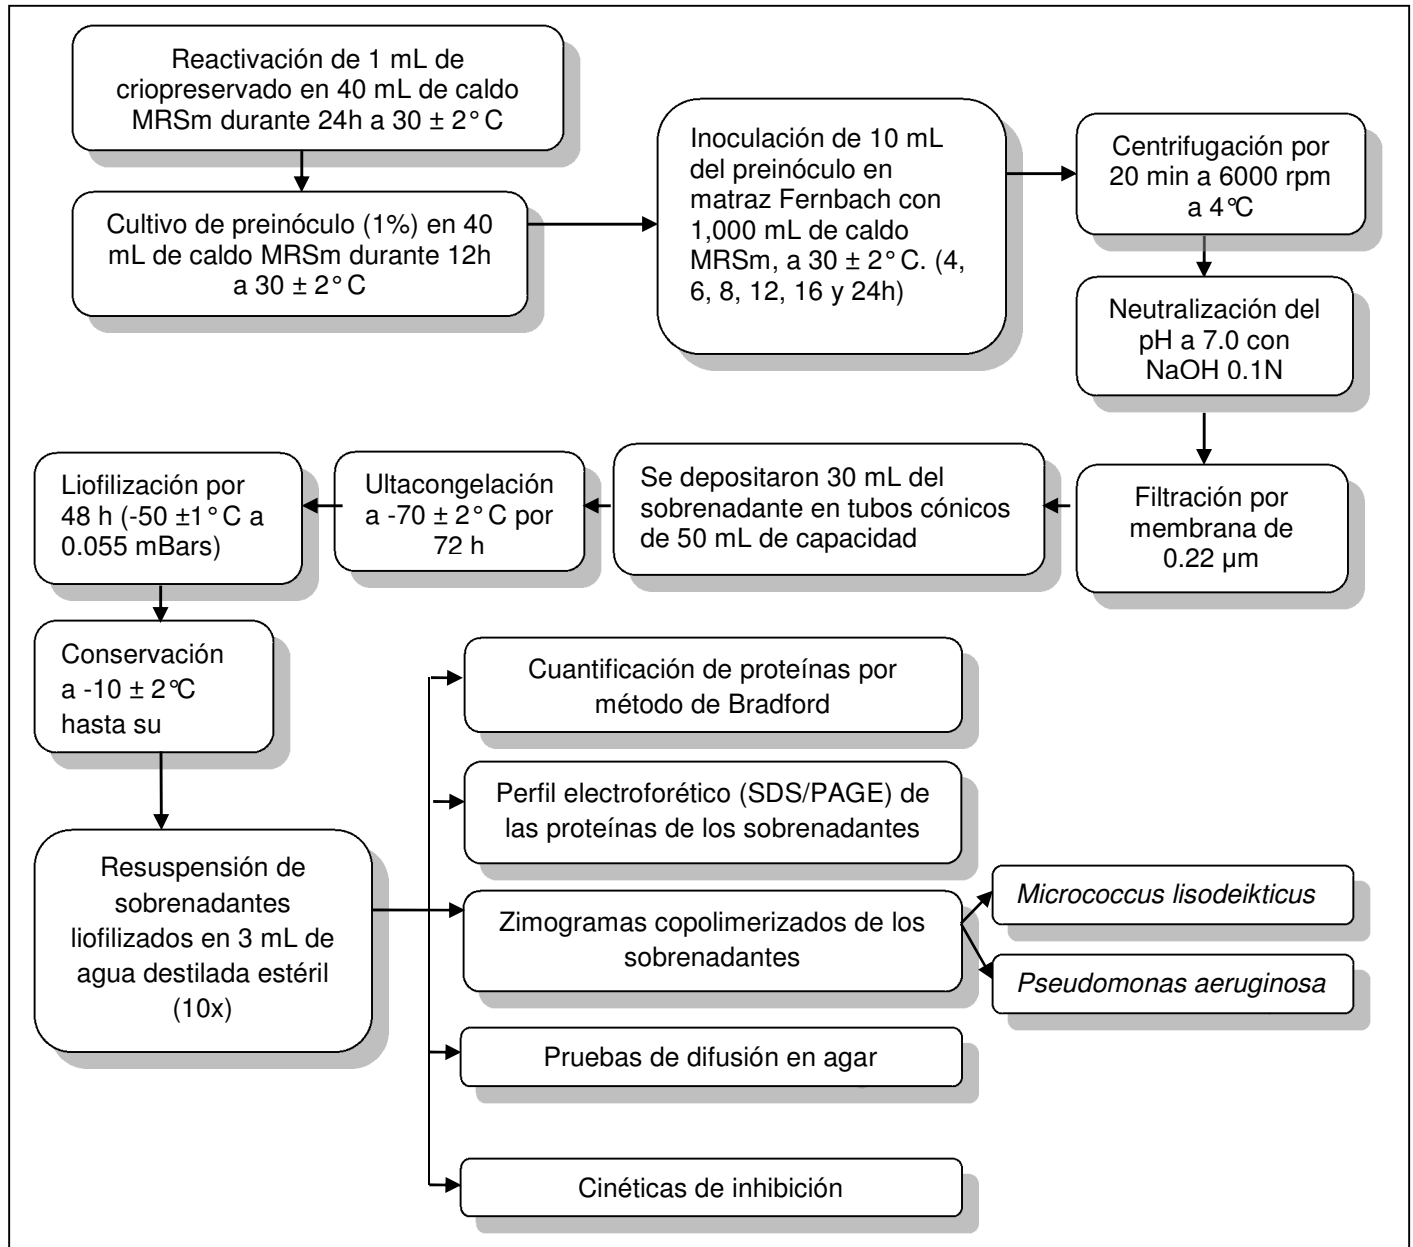 Reactivación de 1 mL de
criopreservado en 40 mL de caldo
MRSm durante 24h a 30 ± 2° C
Cultivo de preinóculo (1%) en 40
mL de caldo MRSm durante 12h
a 30 ± 2° C
Inoculación de 10 mL
del preinóculo en
matraz Fernbach con
1,000 mL de caldo
MRSm, a 30 ± 2° C. (4,
6, 8, 12, 16 y 24h)
Centrifugación por
20 min a 6000 rpm
a 4°C
Neutralización del
pH a 7.0 con
NaOH 0.1N
Filtración por
membrana de
0.22 µm
Se depositaron 30 mL del
sobrenadante en tubos cónicos
de 50 mL de capacidad
Ultacongelación
a -70 ± 2° C por
72 h
Liofilización por
48 h (-50 ±1° C a
0.055 mBars)
Conservación
a -10 ± 2°C
hasta su
Resuspensión de
sobrenadantes
liofilizados en 3 mL de
agua destilada estéril
(10x)
Cuantificación de proteínas por
método de Bradford
Perfil electroforético (SDS/PAGE) de
las proteínas de los sobrenadantes
Zimogramas copolimerizados de los
sobrenadantes
Micrococcus lisodeikticus
Pseudomonas aeruginosa
Pruebas de difusión en agar
Cinéticas de inhibición